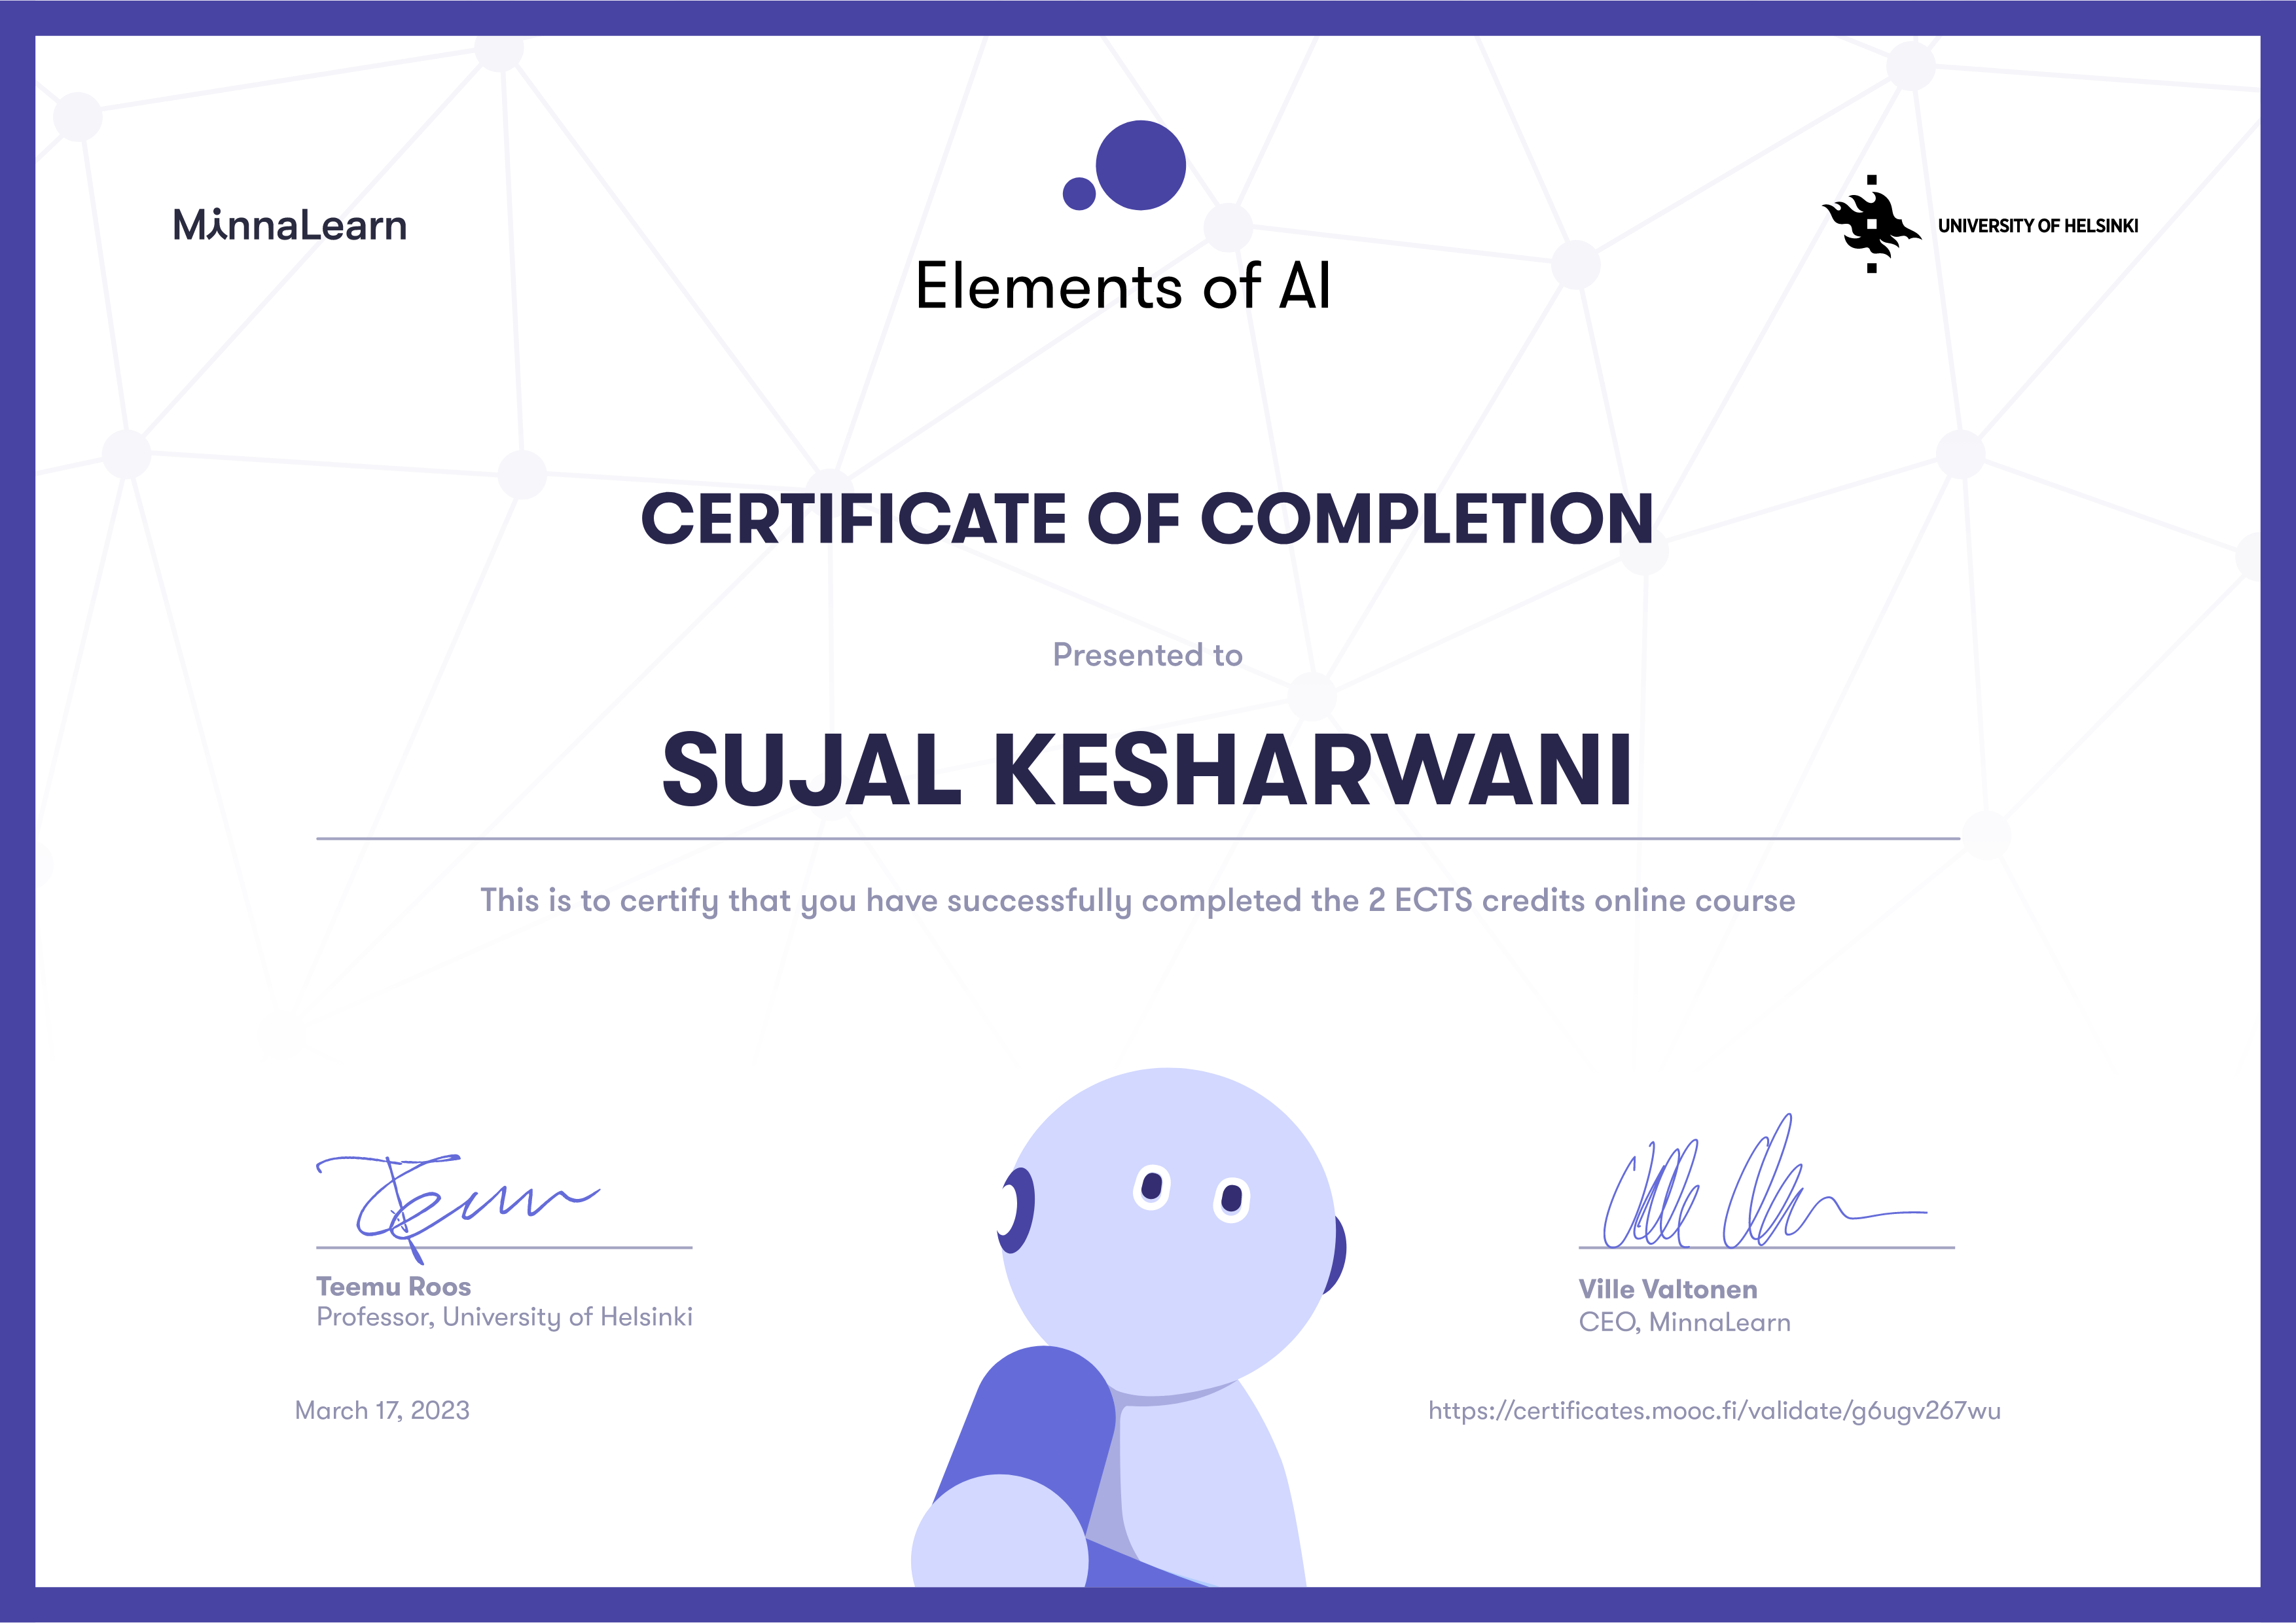 MinnaLearn
Elements of AI
UNIVERSITY OF HELSINKI
CERTIFICATE OF COMPLETION
Presented to
SUJAL KESHARWANI
This is to certify that you have successfully completed the 2 ECTS credits online course
Teemu Roos
Professor, University of Helsinki
Ville Valtonen
CEO, MinnaLearn
March 17, 2023
https://certificates.mooc.fi/validate/g6ugv267wu